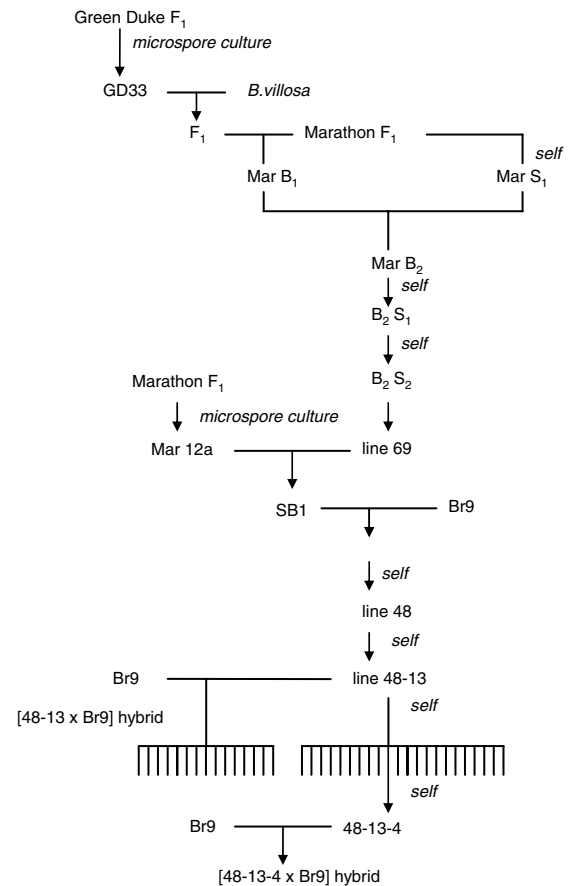 Green Duke F₁
microspore culture
GD33 B.villosa
F₁ Marathon F₁
self
Mar B₁ Mar S₁
Mar B₂
self
B₂ S₁
self
Marathon F₁ B₂ S₂
microspore culture
Mar 12a line 69
SB1 Br9
self
line 48
self
Br9 line 48-13
self
[48-13 x Br9] hybrid
self
Br9 48-13-4
[48-13-4 x Br9] hybrid